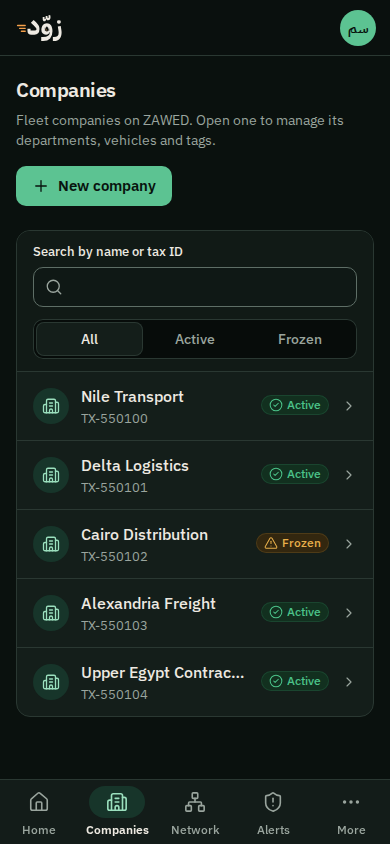 زوّد
سم
Companies
Fleet companies on ZAWED. Open one to manage its
departments, vehicles and tags.
New company
Search by name or tax ID
All Active Frozen
Nile Transport
TX-550100
Active
Delta Logistics
TX-550101
Active
Cairo Distribution
TX-550102
Frozen
Alexandria Freight
TX-550103
Active
Upper Egypt Contrac...
TX-550104
Active
Home Companies Network Alerts More